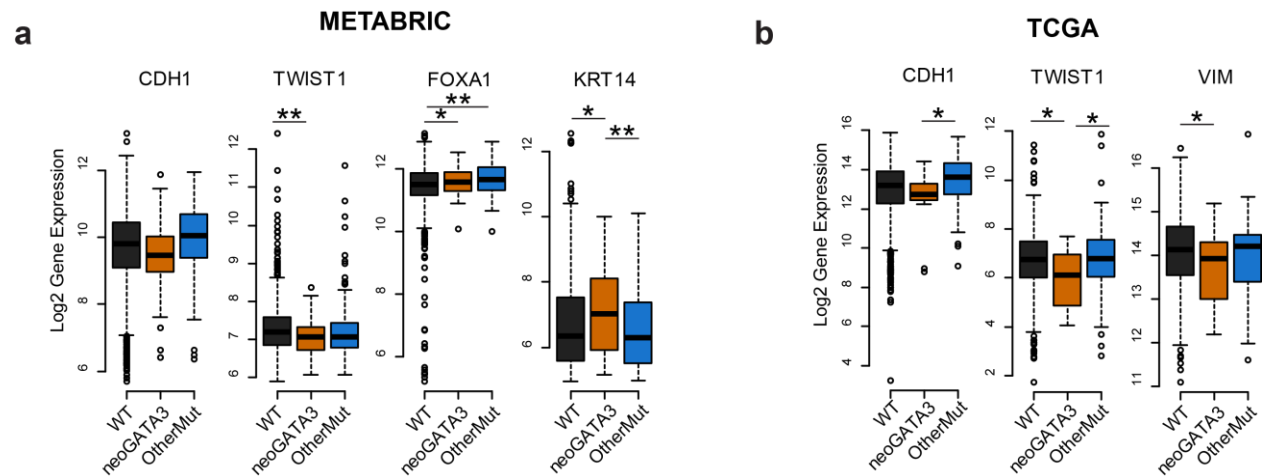 a
METABRIC
b
TCGA
CDH1
TWIST1
FOXA1
KRT14
CDH1
TWIST1
VIM
**
*
**
*
**
*
*
*
*
Log2 Gene Expression
6
8
10
12
6
7
8
9
10
11
12
6
8
10
12
6
8
10
12
Log2 Gene Expression
4
6
8
10
12
14
16
2
4
6
8
10
12
11
12
13
14
15
16
WT
neoGATA3
OtherMut
WT
neoGATA3
OtherMut
WT
neoGATA3
OtherMut
WT
neoGATA3
OtherMut
WT
neoGATA3
OtherMut
WT
neoGATA3
OtherMut
WT
neoGATA3
OtherMut